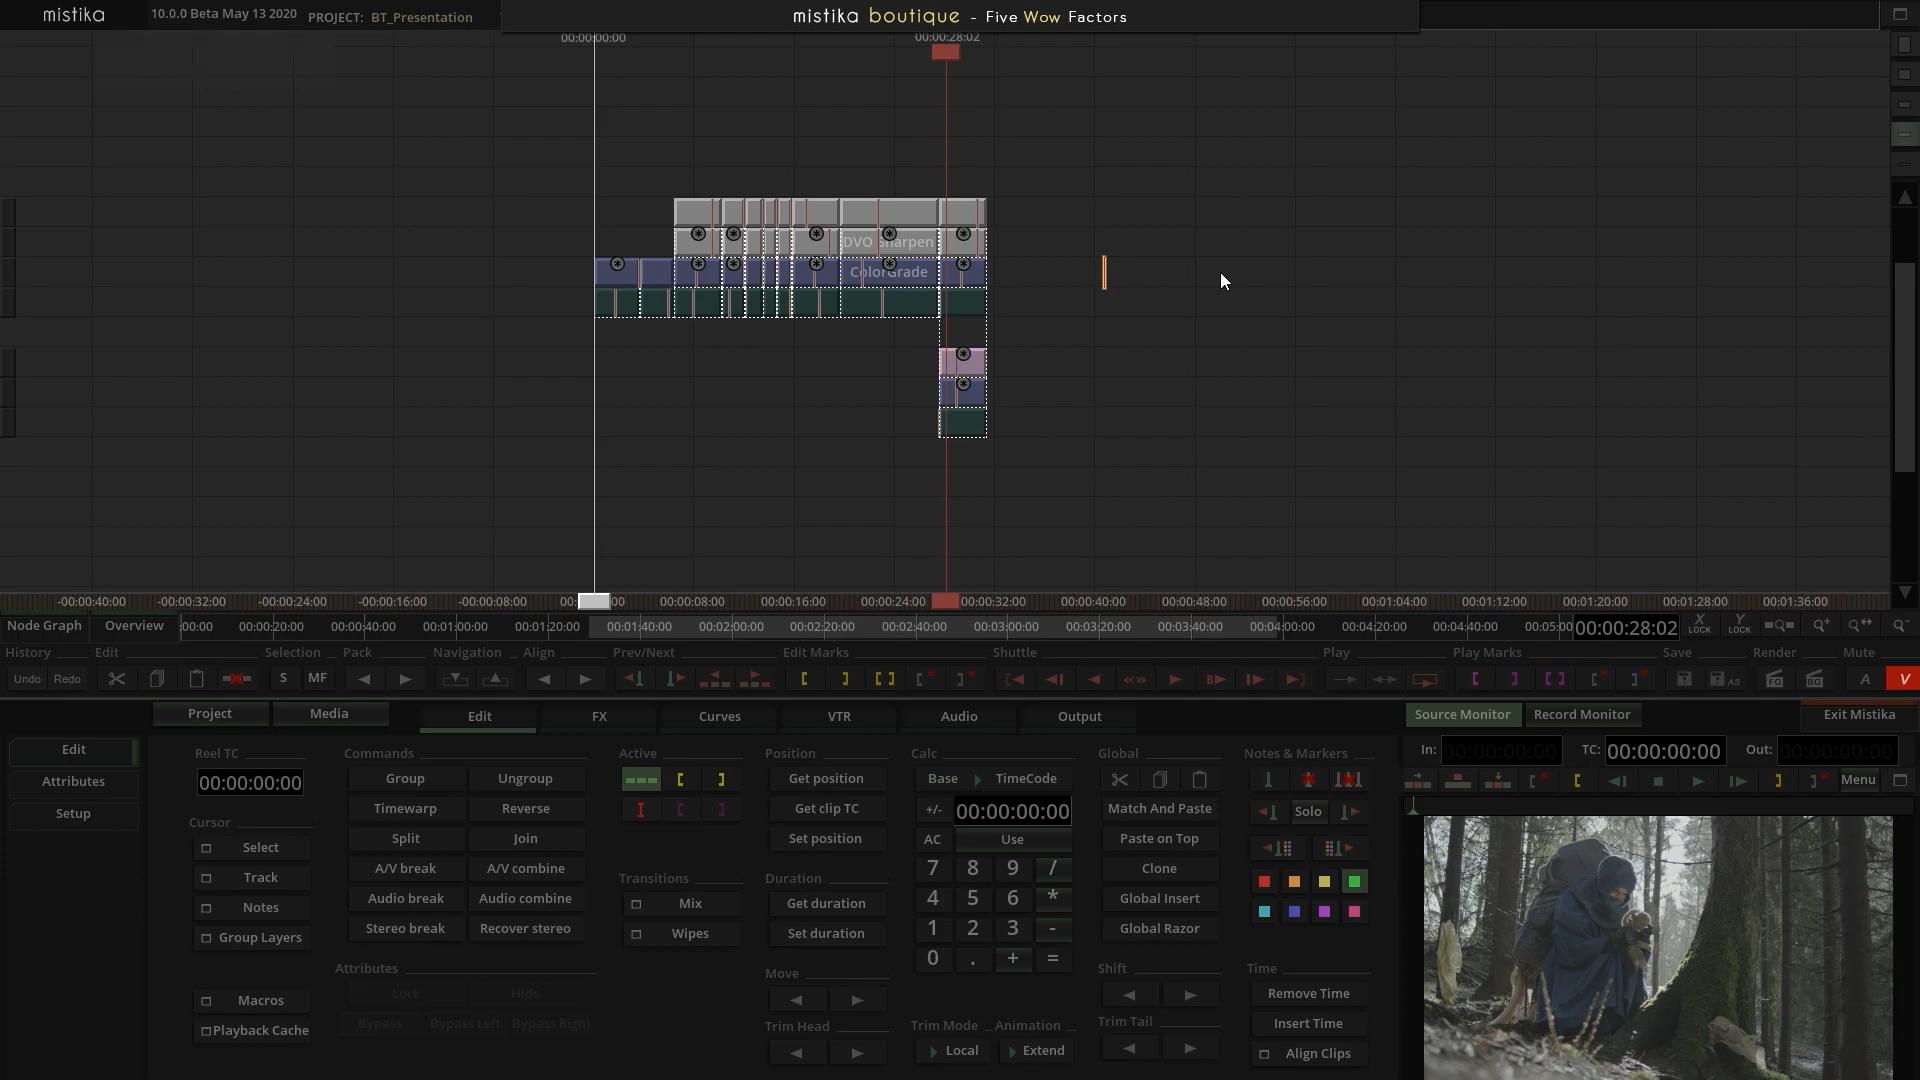 mistika
10.0.0 Beta May 13 2020 PROJECT: BT_Presentation
mistika boutique - Five Wow Factors
00:00:00:00 00:00:28:02
DVO Sharpen
ColorGrade
-00:00:40:00 -00:00:32:00 -00:00:24:00 -00:00:16:00 -00:00:08:00 00:00:08:00 00:00:16:00 00:00:24:00 00:00:32:00 00:00:40:00 00:00:48:00 00:00:56:00 00:01:04:00 00:01:12:00 00:01:20:00 00:01:28:00 00:01:36:00
Node Graph Overview :00:00 00:00:20:00 00:00:40:00 00:01:00:00 00:01:20:00 00:01:40:00 00:02:00:00 00:02:20:00 00:02:40:00 00:03:00:00 00:03:20:00 00:03:40:00 00:04:00:00 00:04:20:00 00:04:40:00 00:05:00 00:00:28:02 X LOCK Y LOCK
History Edit Selection Pack Navigation Align Prev/Next Edit Marks Shuttle Play Play Marks Save Render Mute
Undo Redo S MF AS FG BG A V
Project Media Edit FX Curves VTR Audio Output Source Monitor Record Monitor Exit Mistika
Edit Reel TC Commands Active Position Calc Global Notes & Markers In: 00:00:00:00 TC: 00:00:00:00 Out: 00:00:00:00
Attributes 00:00:00:00 Group Ungroup Get position Base TimeCode Menu
Setup Timewarp Reverse Get clip TC +/- 00:00:00:00 Match And Paste Solo
Cursor Split Join Set position AC Use Paste on Top
Select A/V break A/V combine 7 8 9 / Clone
Track Transitions Duration
Notes Audio break Audio combine Mix Get duration 4 5 6 * Global Insert
Group Layers Stereo break Recover stereo Wipes Set duration 1 2 3 - Global Razor
Attributes Move 0 . + = Shift Time
Macros Lock Hide Remove Time
Playback Cache Bypass Bypass Left Bypass Right Trim Head Trim Mode Animation Trim Tail Insert Time
Local Extend Align Clips